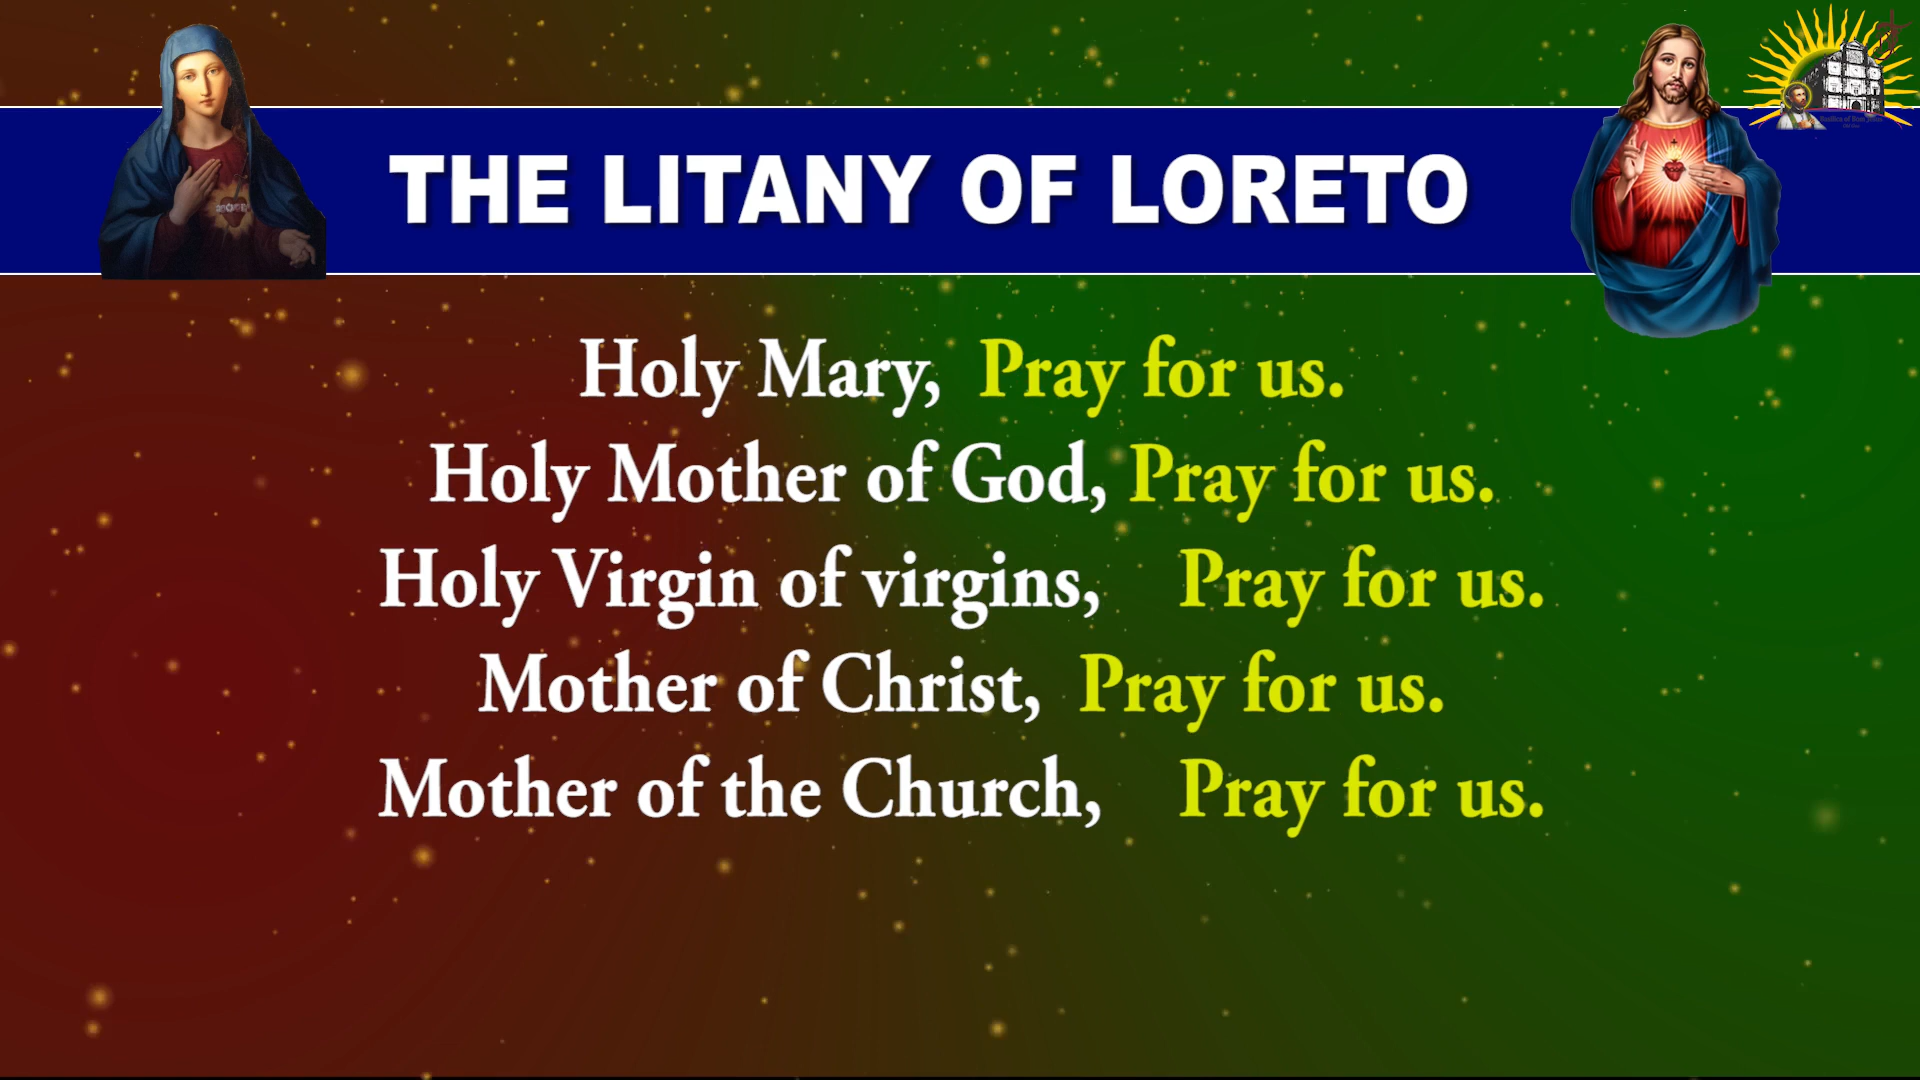 THE LITANY OF LORETO
Holy Mary, Pray for us.
Holy Mother of God, Pray for us.
Holy Virgin of virgins, Pray for us.
Mother of Christ, Pray for us.
Mother of the Church, Pray for us.